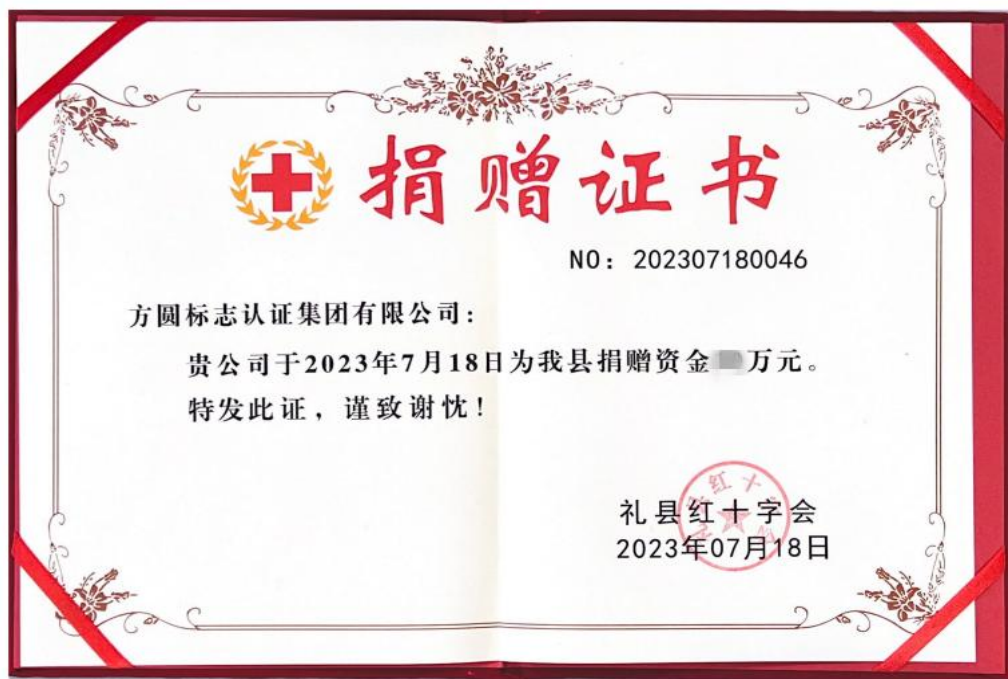 捐赠证书
NO：202307180046
方圆标志认证集团有限公司：
贵公司于2023年7月18日为我县捐赠资金万元。
特发此证，谨致谢忱！
礼县红十字会
2023年07月18日